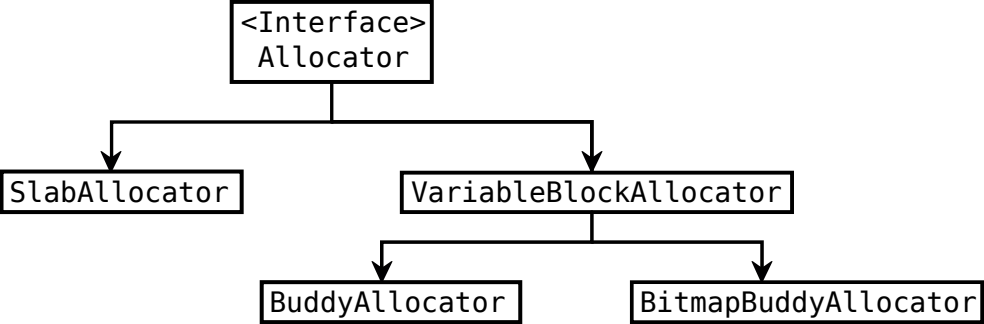 <Interface>
Allocator
SlabAllocator
VariableBlockAllocator
BuddyAllocator
BitmapBuddyAllocator